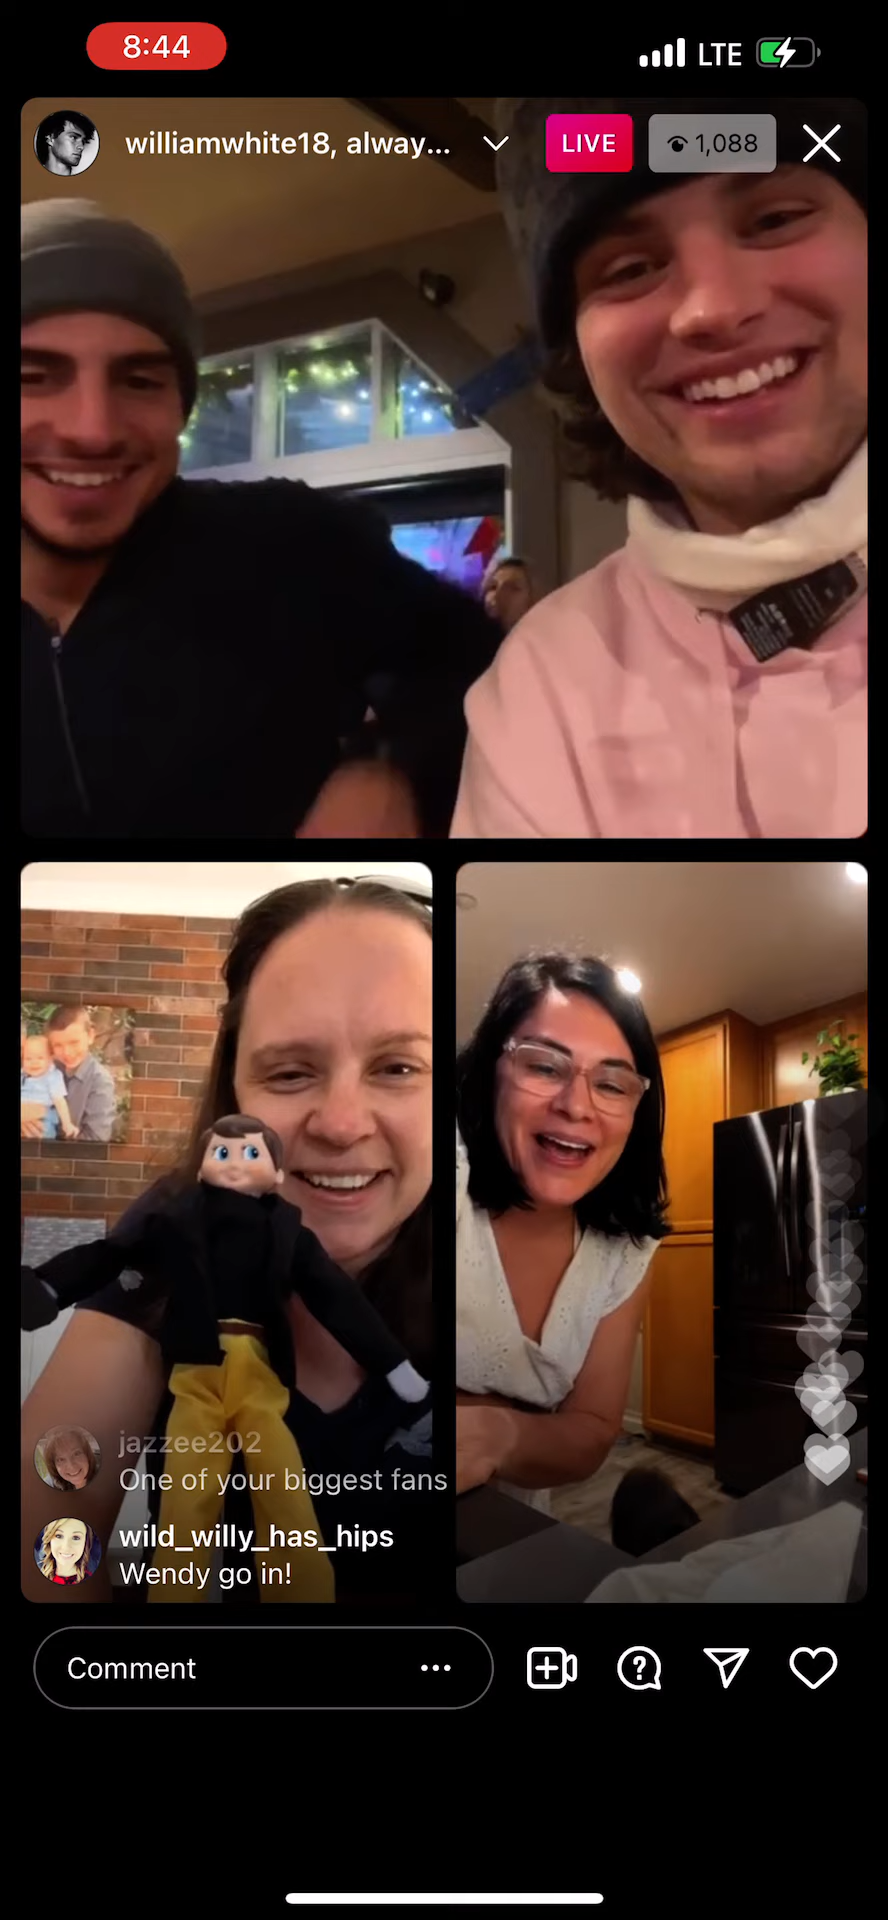 8:44
LTE
williamwhite18, alway...
LIVE
1,088
jazzee202
One of your biggest fans
wild_willy_has_hips
Wendy go in!
Comment